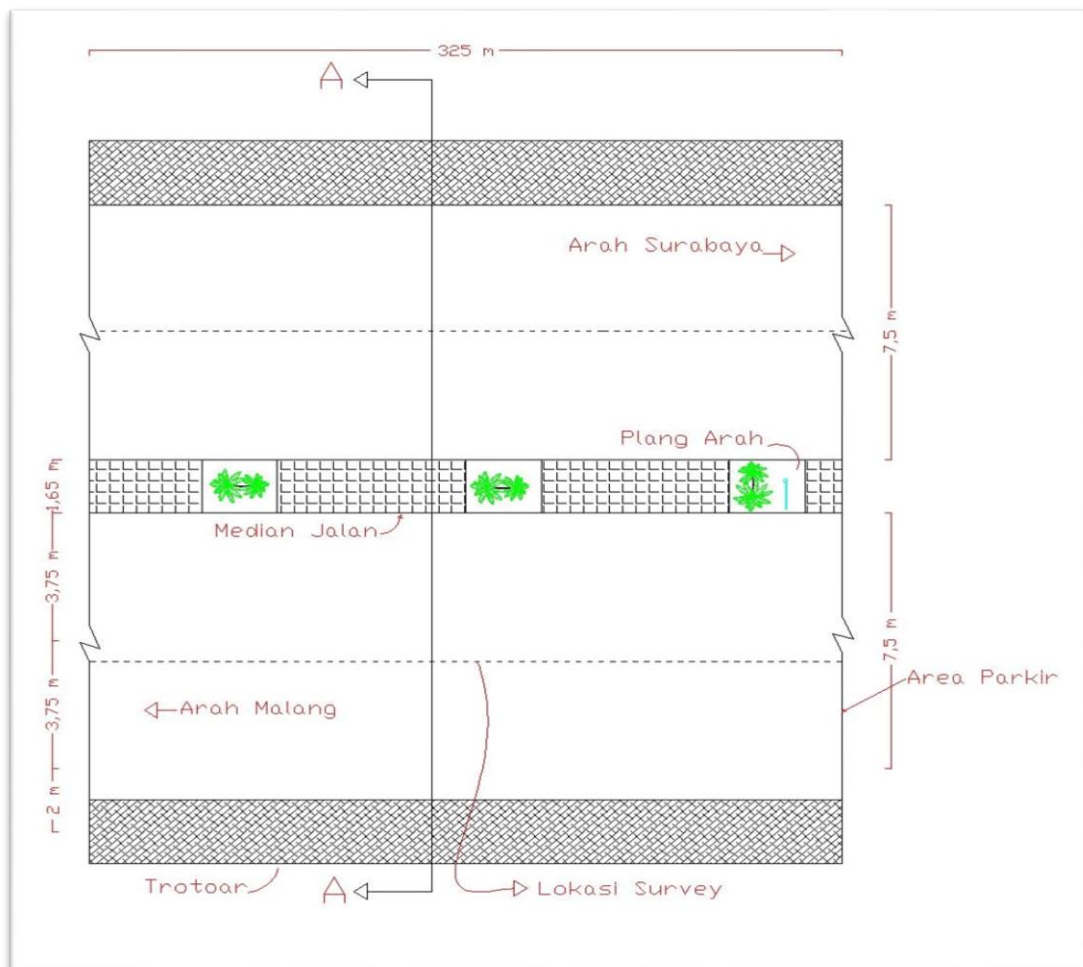 325 m
A
Arah Surabaya
7,5 m
Plang Arah
1,65 m
Median Jalan
3,75 m
7,5 m
Area Parkir
3,75 m
Arah Malang
2 m
Trotoar
A
Lokasi Survey